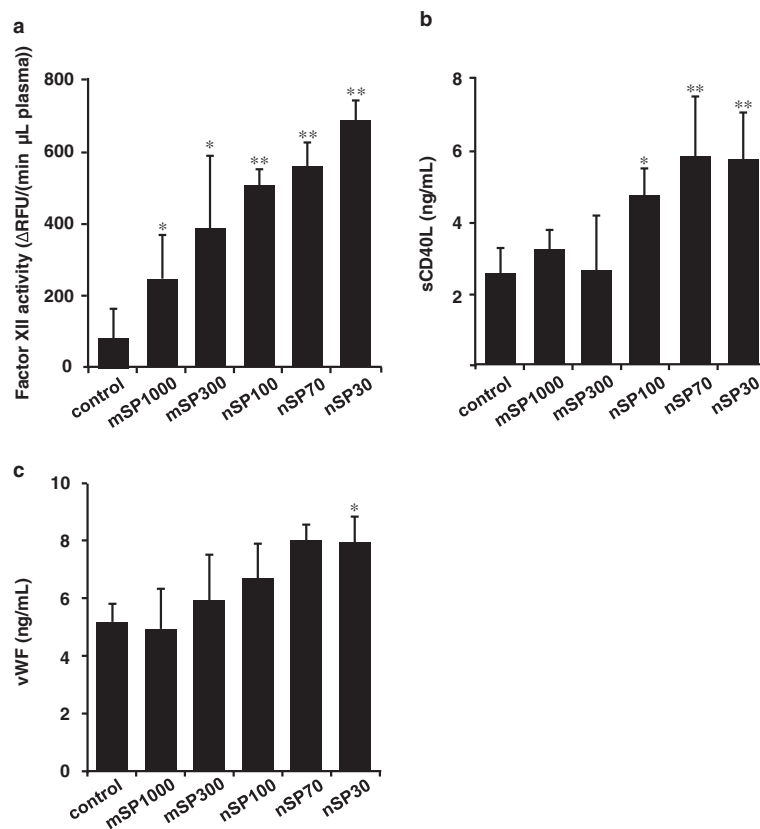 a
Factor XII activity (ΔRFU/(min μL plasma))
800
600
400
200
0
*
*
**
**
**
control
mSP1000
mSP300
nSP100
nSP70
nSP30
b
sCD40L (ng/mL)
8
6
4
2
*
**
**
control
mSP1000
mSP300
nSP100
nSP70
nSP30
c
vWF (ng/mL)
10
8
6
4
2
0
*
control
mSP1000
mSP300
nSP100
nSP70
nSP30